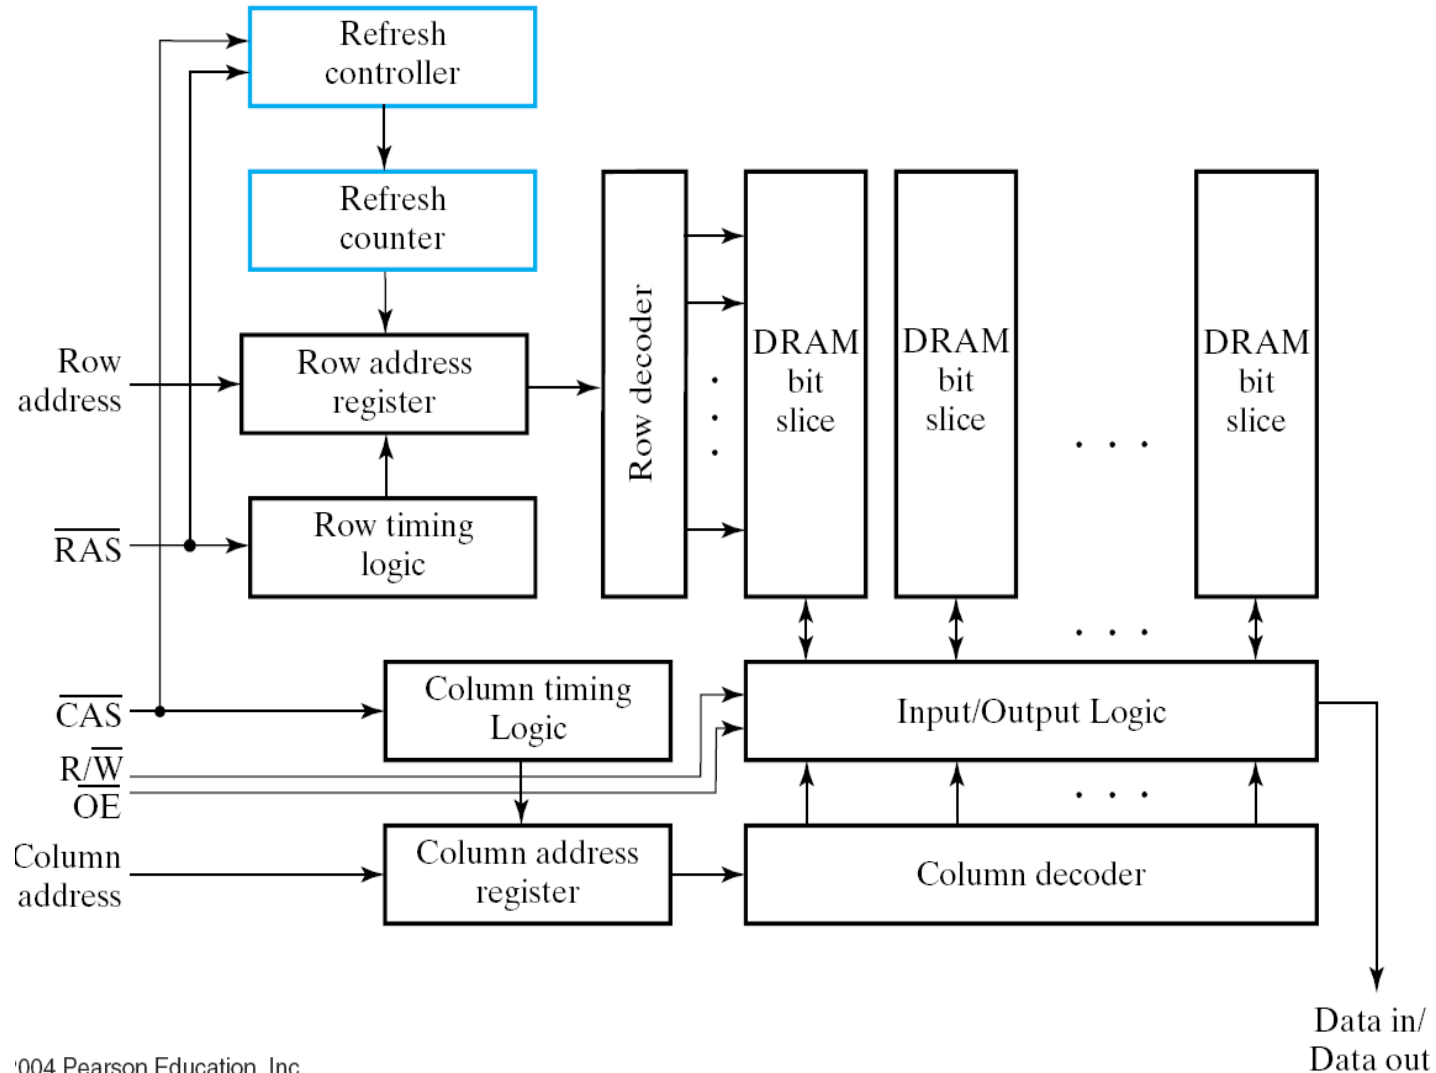 Refresh
controller
Refresh
counter
Row
address
Row address
register
Row decoder
DRAM
bit
slice
DRAM
bit
slice
. . .
DRAM
bit
slice
RAS
Row timing
logic
. . .
CAS
Column timing
Logic
Input/Output Logic
R/W
OE
. . .
Column
address
Column address
register
Column decoder
Data in/
Data out
2004 Pearson Education, Inc